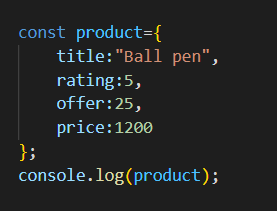 const product={
    title:"Ball pen",
    rating:5,
    offer:25,
    price:1200
};
console.log(product);